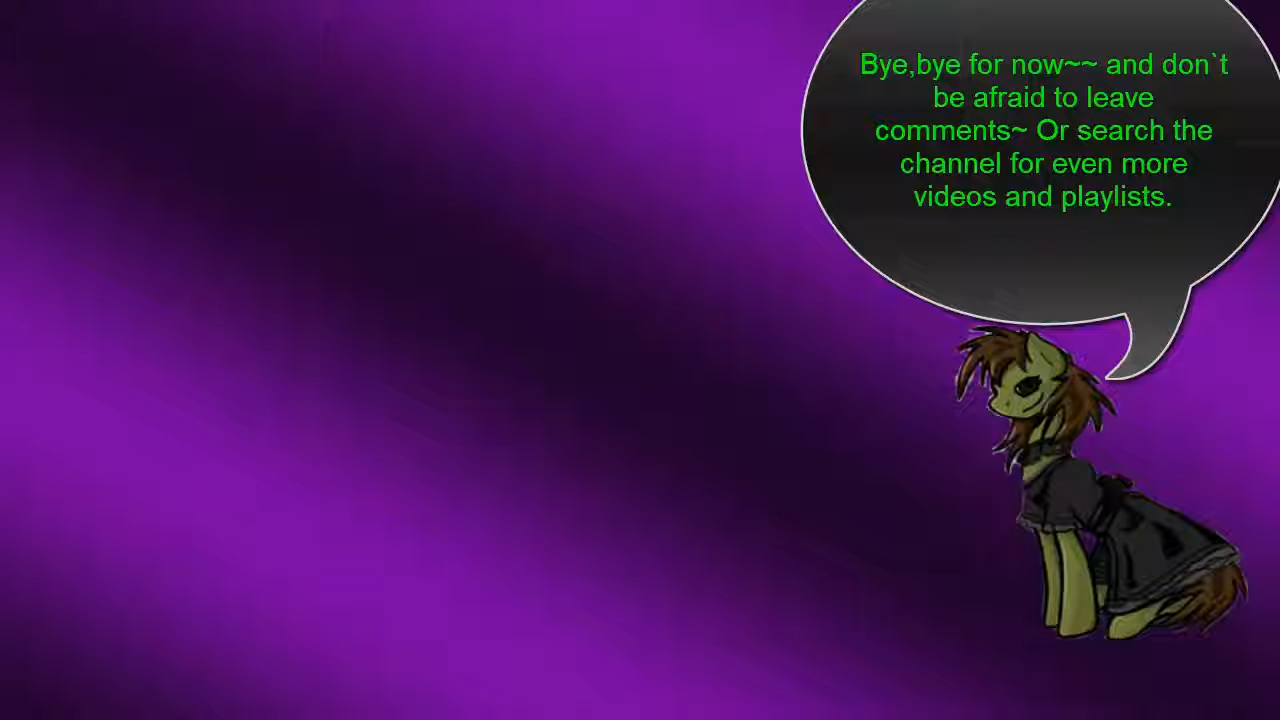 Bye,bye for now~~ and don`t
be afraid to leave
comments~ Or search the
channel for even more
videos and playlists.